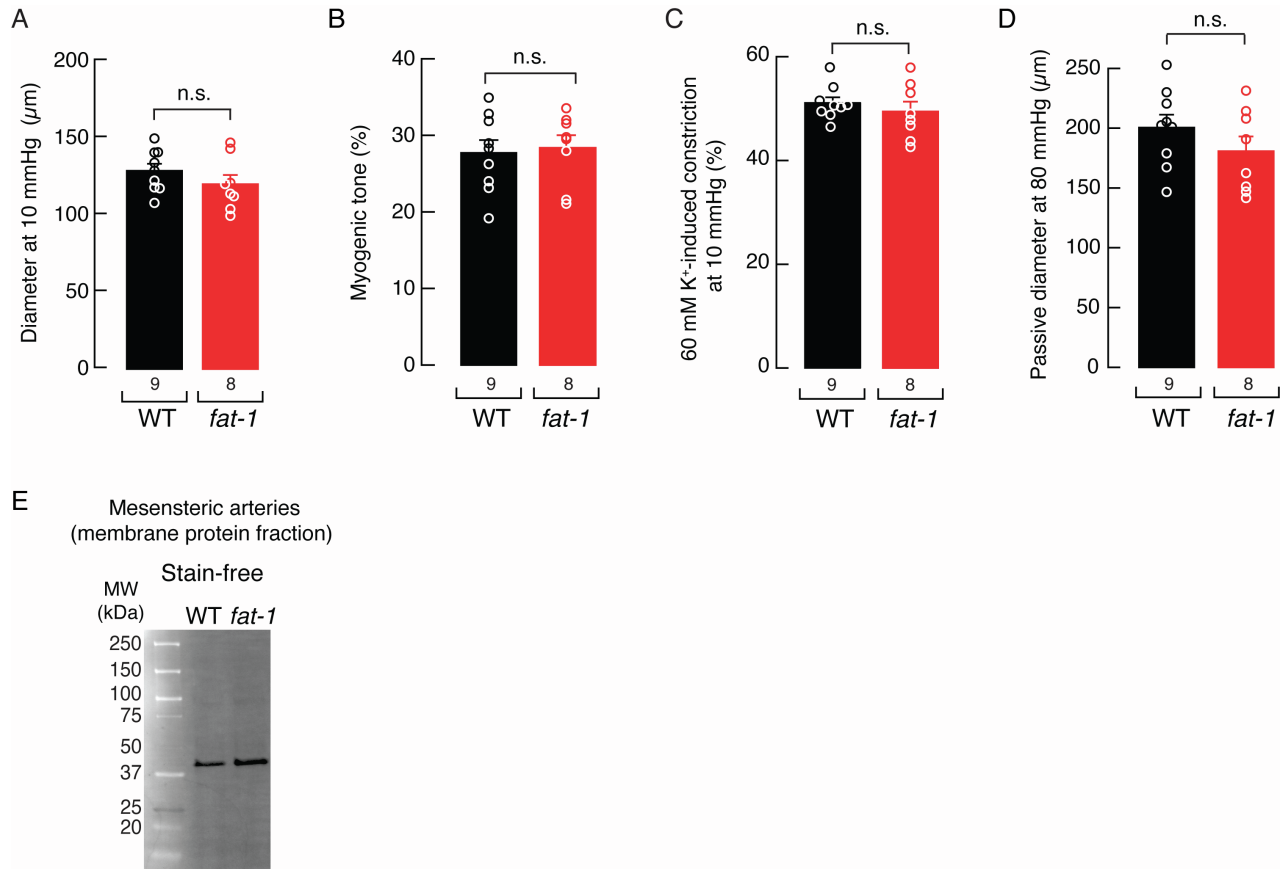 A
Diameter at 10 mmHg (µm)
200
150
100
50
0
n.s.
9
8
WT
fat-1
B
Myogenic tone (%)
40
30
20
10
0
n.s.
9
8
WT
fat-1
C
60 mM K⁺-induced constriction
at 10 mmHg (%)
60
40
20
0
n.s.
9
8
WT
fat-1
D
Passive diameter at 80 mmHg (µm)
250
200
150
200
100
50
0
n.s.
9
8
WT
fat-1
E
Mesensteric arteries
(membrane protein fraction)
Stain-free
MW
(kDa)
WT fat-1
250
150
100
75
50
37
25
20